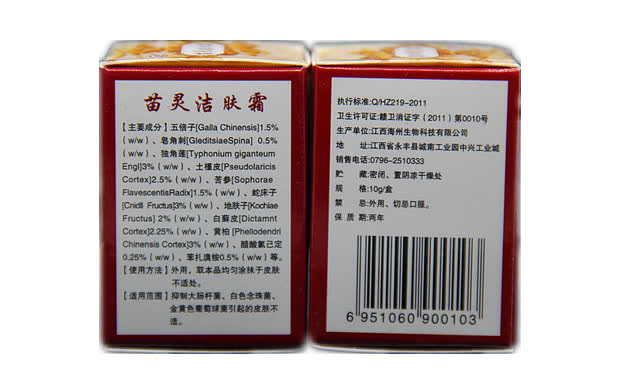 苗灵洁肤霜
【主要成分】五倍子[Galla Chinensis]1.5%
(w/w)、皂角刺[GleditsiaeSpina] 0.5%
(w/w)、独角莲[Typhonium giganteum
Engl]3%(w/w)、土槿皮[Pseudolaricis
Cortex]2.5%(w/w)、苦参[Sophorae
FlavescentisRadix]1.5%(w/w)、蛇床子
[Cnidll Fructus]3%(w/w)、地肤子[Kochiae
Fructus] 2%(w/w)、白藓皮[Dictamnt
Cortex]2.25%(w/w)、黄柏 [Phellodendri
Chinensis Cortex]3%(w/w)、醋酸氯己定
0.25%(w/w)、苯扎溴铵0.5%(w/w)等。
【使用方法】外用，取本品均匀涂抹于皮肤
不适处。
【适用范围】抑制大肠杆菌、白色念珠菌、
金黄色葡萄球菌引起的皮肤不
适。
执行标准:Q/HZ219-2011
卫生许可证:赣卫消证字（2011）第0010号
生产单位:江西海州生物科技有限公司
地 址:江西省永丰县城南工业园中兴工业城
销售电话:0796-2510333
贮 藏:密闭、置阴凉干燥处
规 格:10g/盒
禁 忌:外用、切忌口服。
保 质 期:两年
6 951060 900103